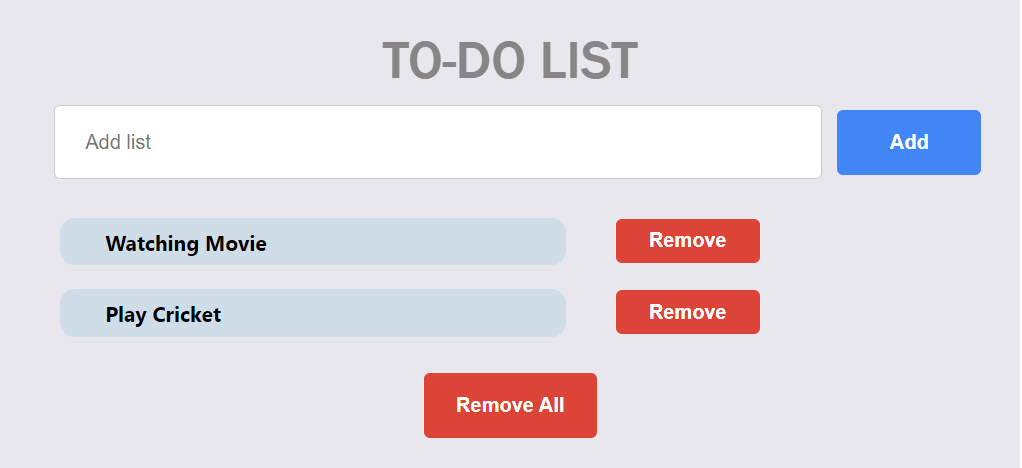 TO-DO LIST
Add list
Add
Watching Movie
Remove
Play Cricket
Remove
Remove All